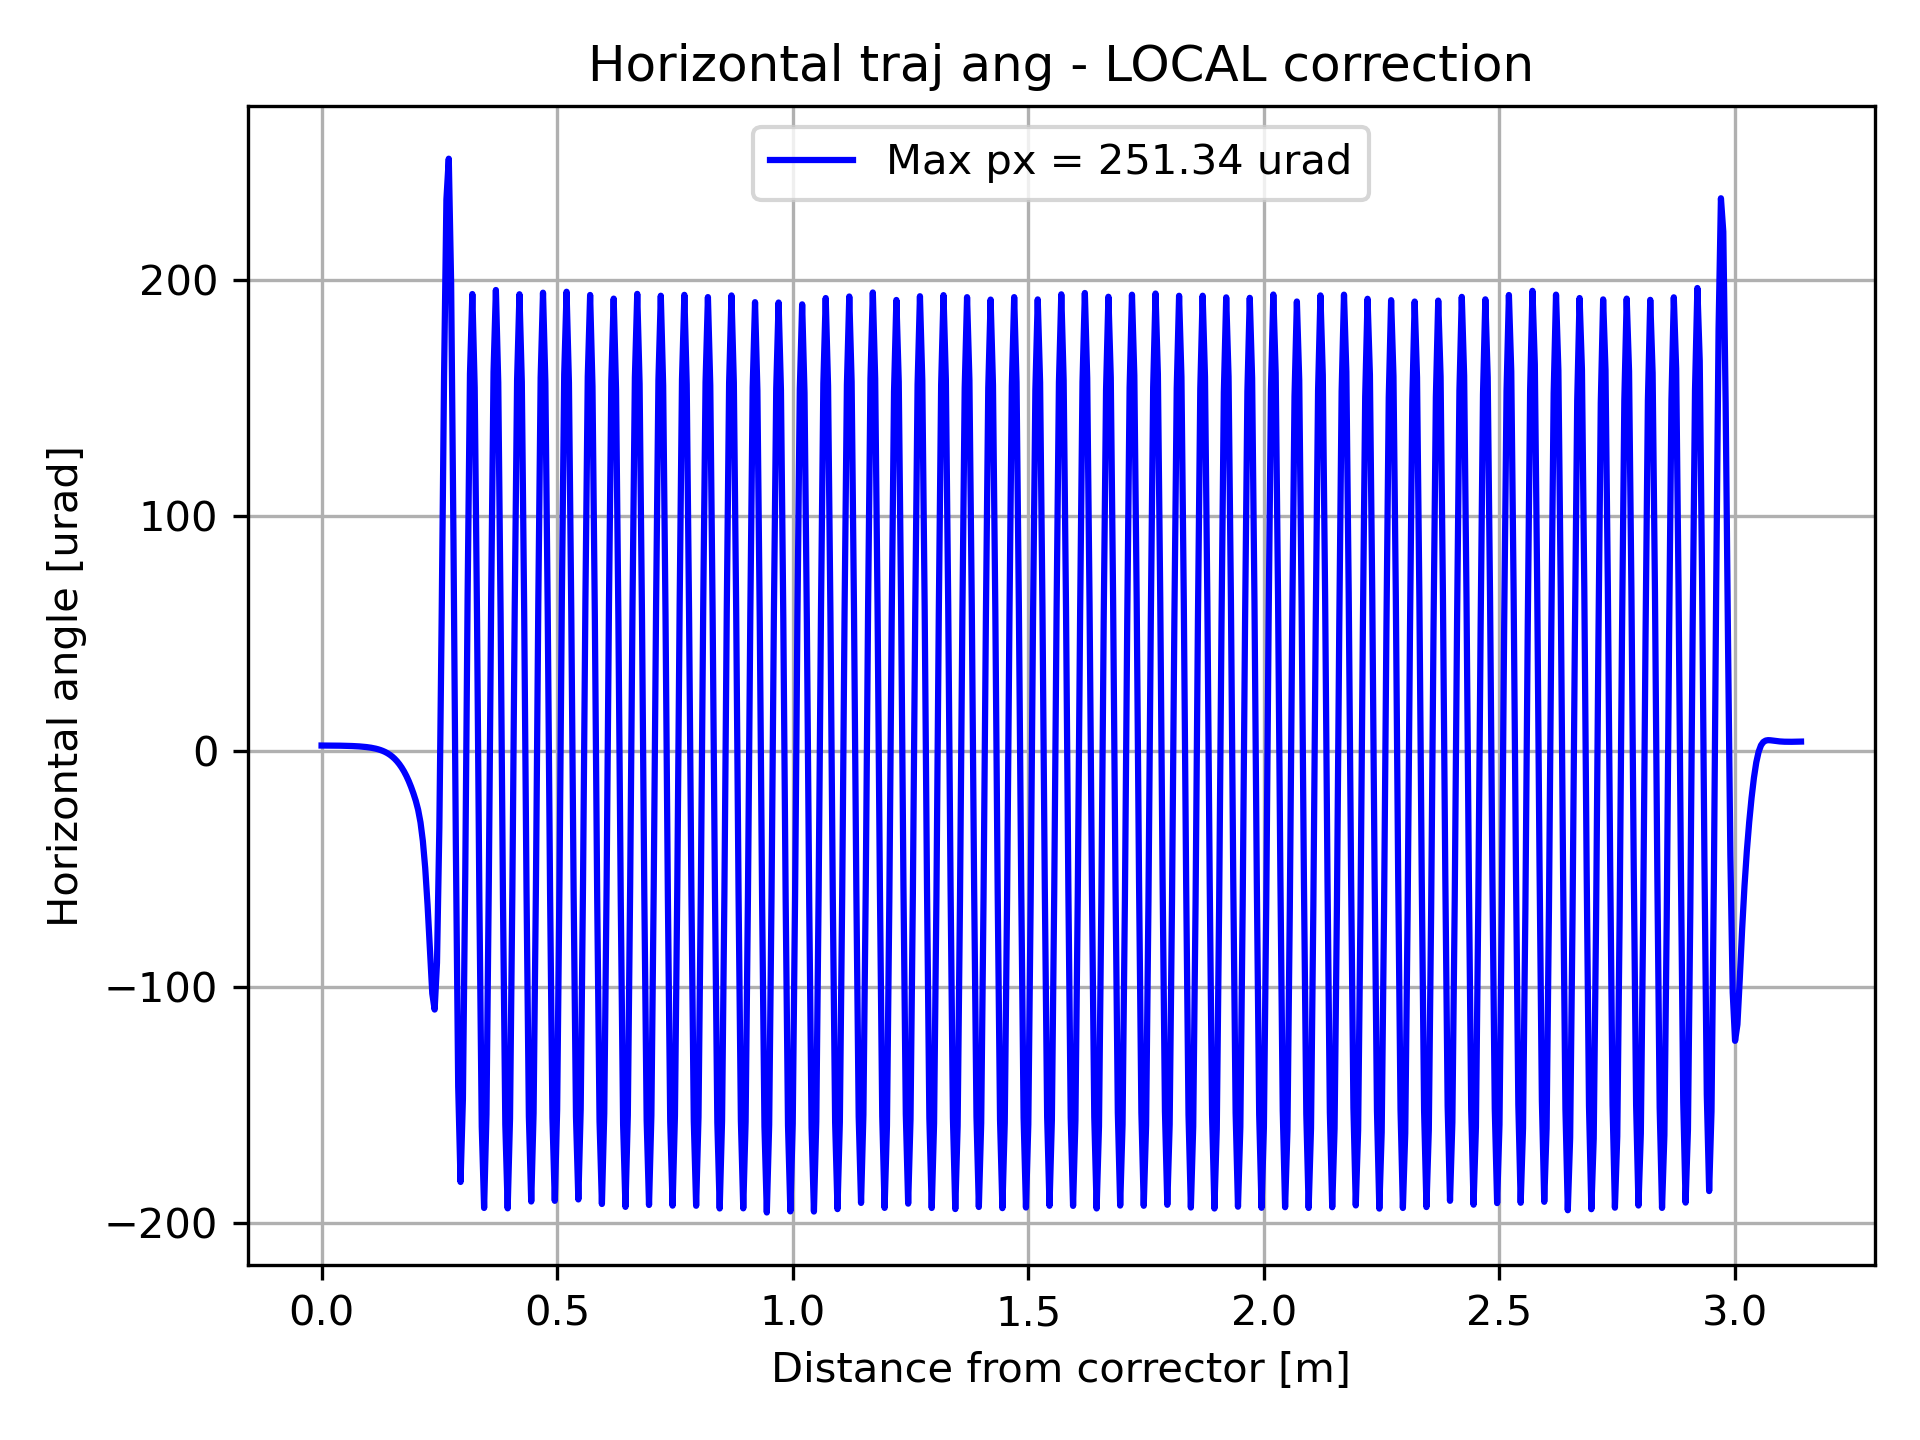 Horizontal traj ang - LOCAL correction
Max px = 251.34 urad
Horizontal angle [urad]
200
100
0
−100
−200
0.0 0.5 1.0 1.5 2.0 2.5 3.0
Distance from corrector [m]